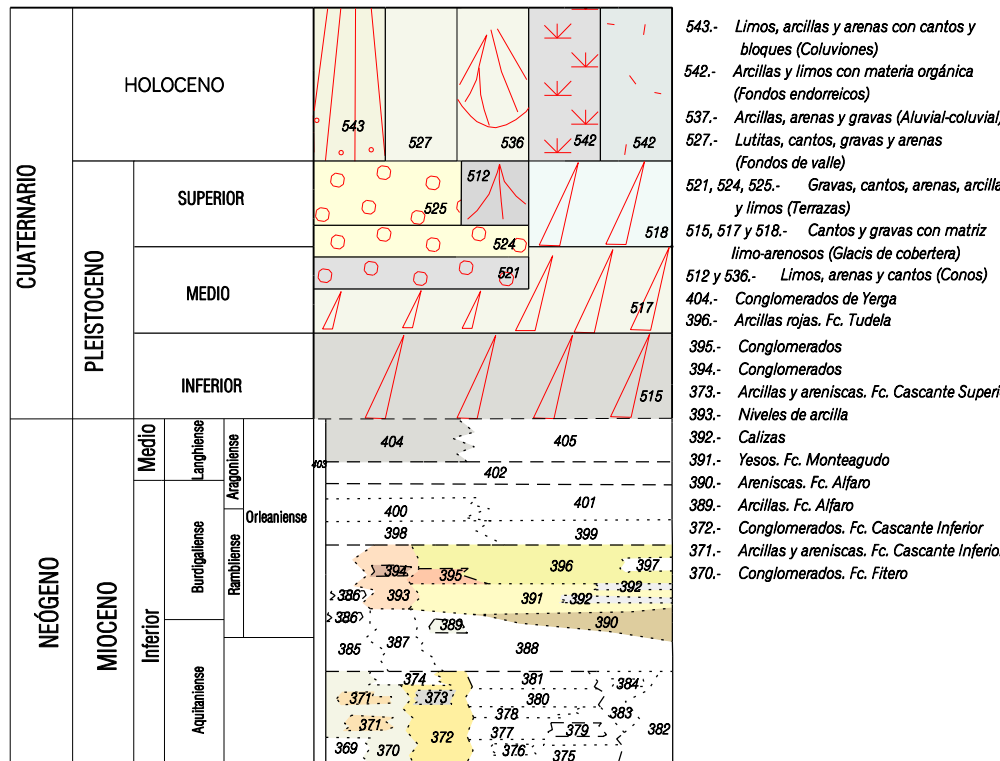 HOLOCENO
CUATERNARIO
PLEISTOCENO
SUPERIOR
MEDIO
INFERIOR
NEÓGENO
MIOCENO
Medio
Inferior
Langhiense
Burdigaliense
Aquitaniense
Aragoniense
Rambliense
Orleaniense
543
527
536
542
542
512
525
518
524
521
517
515
403
404
405
402
400
401
398
399
394
395
396
397
386
393
391
392
392
386
389
390
385
387
388
374
381
384
371
373
380
378
383
371
372
377
379
382
369
370
376
375
543.- Limos, arcillas y arenas con cantos y
bloques (Coluviones)
542.- Arcillas y limos con materia orgánica
(Fondos endorreicos)
537.- Arcillas, arenas y gravas (Aluvial-coluvial)
527.- Lutitas, cantos, gravas y arenas
(Fondos de valle)
521, 524, 525.- Gravas, cantos, arenas, arcilla
y limos (Terrazas)
515, 517 y 518.- Cantos y gravas con matriz
limo-arenosos (Glacis de cobertera)
512 y 536.- Limos, arenas y cantos (Conos)
404.- Conglomerados de Yerga
396.- Arcillas rojas. Fc. Tudela
395.- Conglomerados
394.- Conglomerados
373.- Arcillas y areniscas. Fc. Cascante Superi
393.- Niveles de arcilla
392.- Calizas
391.- Yesos. Fc. Monteagudo
390.- Areniscas. Fc. Alfaro
389.- Arcillas. Fc. Alfaro
372.- Conglomerados. Fc. Cascante Inferior
371.- Arcillas y areniscas. Fc. Cascante Inferior
370.- Conglomerados. Fc. Fitero